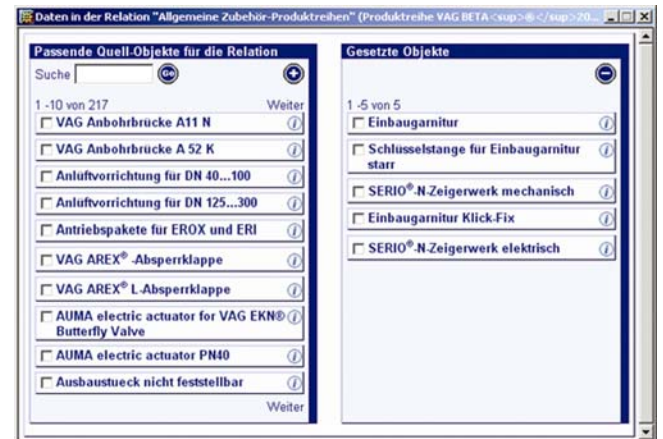 Daten in der Relation "Allgemeine Zubehör-Produktreihen" (Produktreihe VAG BETA<sup>®</sup>20...
Passende Quell-Objekte für die Relation
Suche Go
1 -10 von 217 Weiter
VAG Anbohrbrücke A11 N
VAG Anbohrbrücke A 52 K
Anlüftvorrichtung für DN 40...100
Anlüftvorrichtung für DN 125...300
Antriebspakete für EROX und ERI
VAG AREX® -Absperrklappe
VAG AREX® L-Absperrklappe
AUMA electric actuator for VAG EKN®
Butterfly Valve
AUMA electric actuator PN40
Ausbaustueck nicht feststellbar
Weiter
Gesetzte Objekte
1 -5 von 5
Einbaugarnitur
Schlüsselstange für Einbaugarnitur
starr
SERIO®-N-Zeigerwerk mechanisch
Einbaugarnitur Klick-Fix
SERIO®-N-Zeigerwerk elektrisch